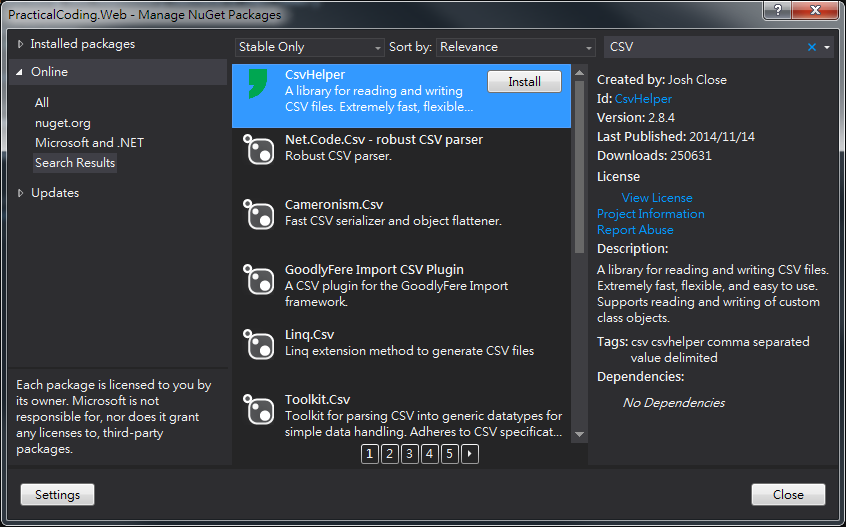 PracticalCoding.Web - Manage NuGet Packages
Installed packages
Online
All
nuget.org
Microsoft and .NET
Search Results
Updates
Each package is licensed to you by
its owner. Microsoft is not
responsible for, nor does it grant
any licenses to, third-party
packages.
Settings
Stable Only
Sort by: Relevance
CsvHelper
A library for reading and writing
CSV files. Extremely fast, flexible...
Install
Net.Code.Csv - robust CSV parser
Robust CSV parser.
Cameronism.Csv
Fast CSV serializer and object flattener.
GoodlyFere Import CSV Plugin
A CSV plugin for the GoodlyFere Import
framework.
Linq.Csv
Linq extension method to generate CSV files
Toolkit.Csv
Toolkit for parsing CSV into generic datatypes for
simple data handling. Adheres to CSV specificat...
1 2 3 4 5
CSV
Created by: Josh Close
Id: CsvHelper
Version: 2.8.4
Last Published: 2014/11/14
Downloads: 250631
License
View License
Project Information
Report Abuse
Description:
A library for reading and writing CSV files.
Extremely fast, flexible, and easy to use.
Supports reading and writing of custom
class objects.
Tags: csv csvhelper comma separated
value delimited
Dependencies:
No Dependencies
Close